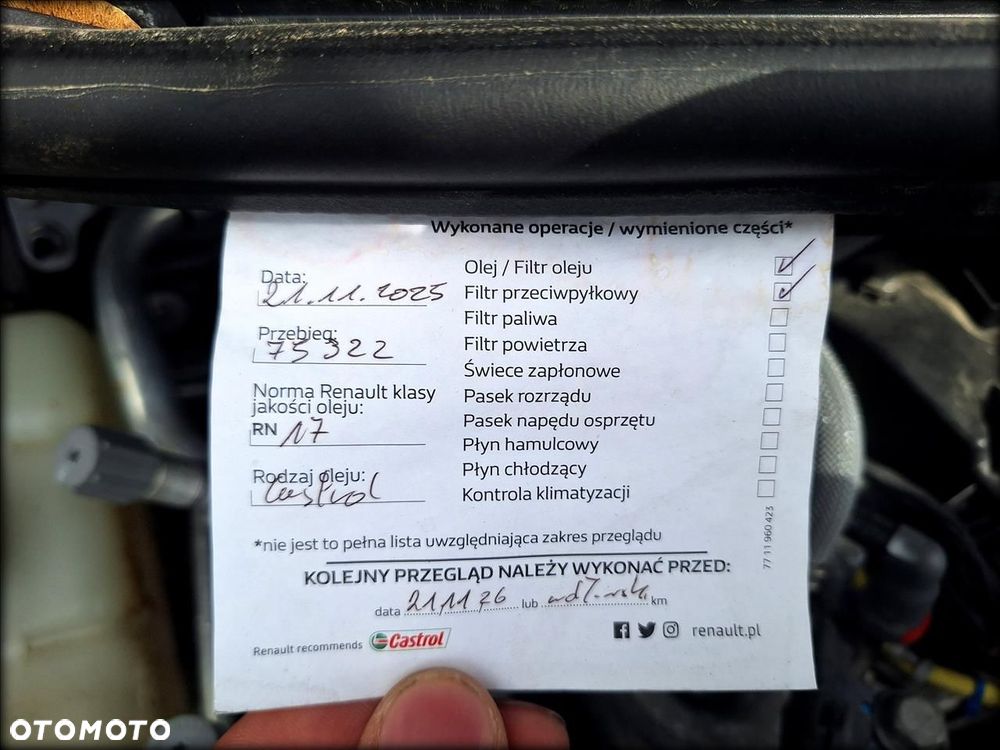 Wykonane operacje / wymienione części*
Data:
21.11.2025
Przebieg:
75322
Norma Renault klasy
jakości oleju:
RN 17
Rodzaj oleju:
Castrol
Olej / Filtr oleju
Filtr przeciwpyłkowy
Filtr paliwa
Filtr powietrza
Świece zapłonowe
Pasek rozrządu
Pasek napędu osprzętu
Płyn hamulcowy
Płyn chłodzący
Kontrola klimatyzacji
77 11 960 423
*nie jest to pełna lista uwzględniająca zakres przeglądu
KOLEJNY PRZEGLĄD NALEŻY WYKONAĆ PRZED:
data 21.11.26 lub km
Renault recommends Castrol
renault.pl
OTOMOTO